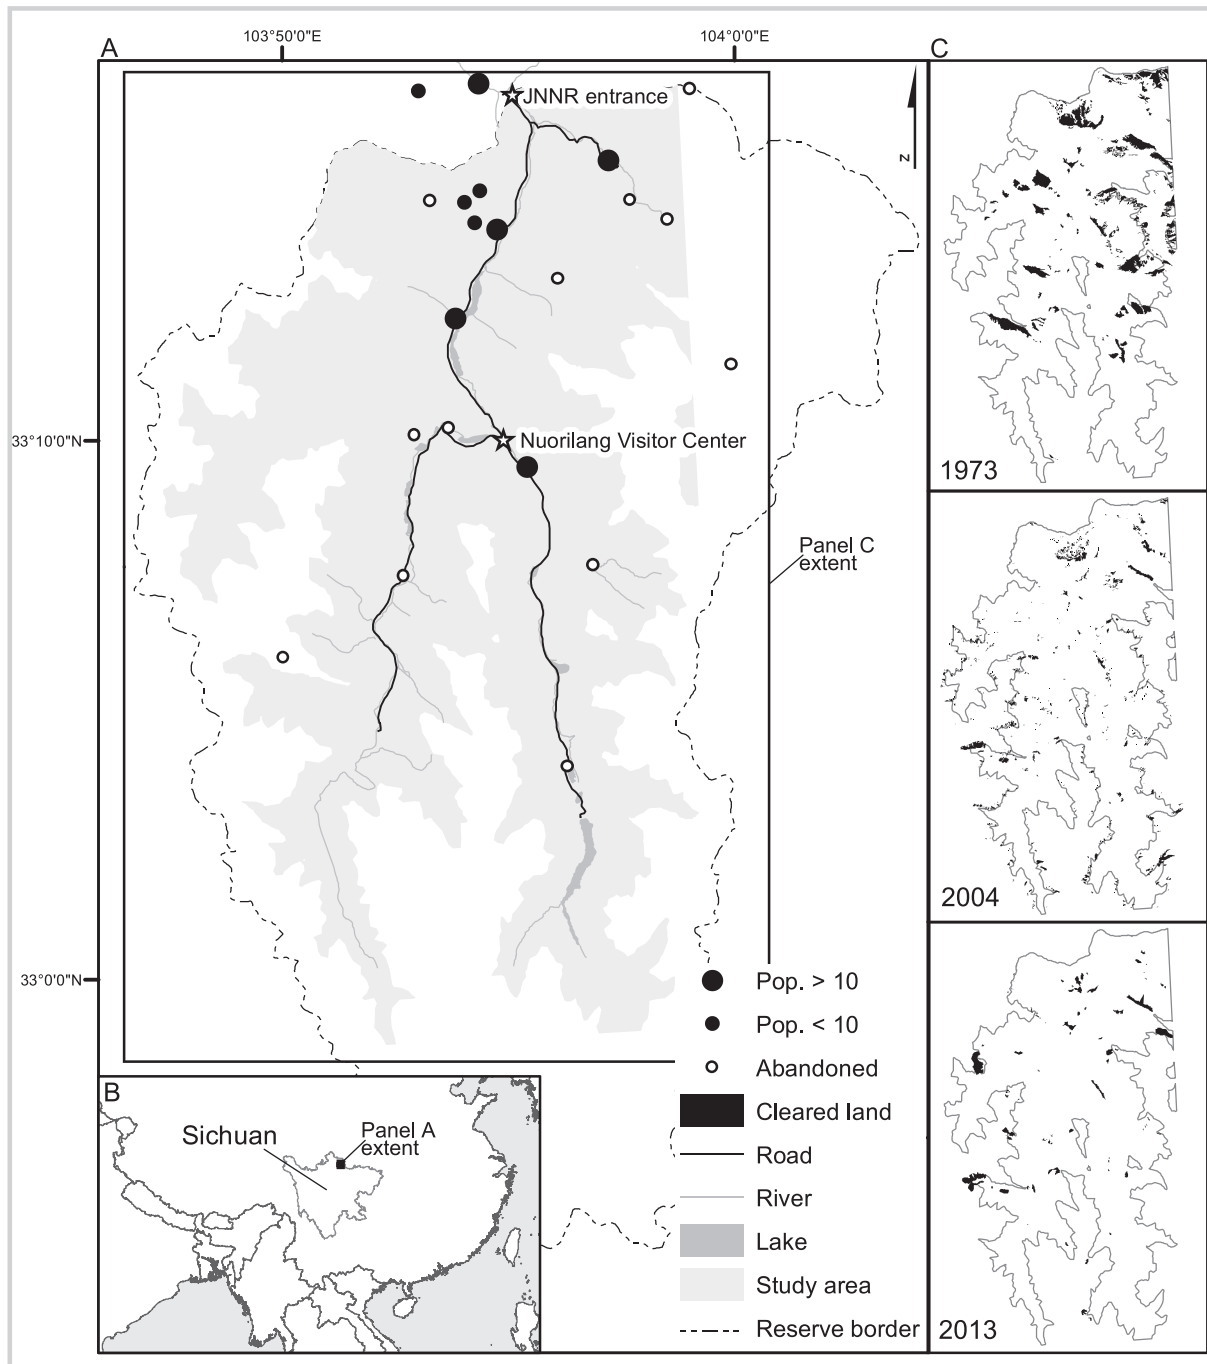 103°50'0"E
104°0'0"E
A
C
JNNR entrance
z
33°10'0"N
Nuorilang Visitor Center
1973
Panel C
extent
2004
33°0'0"N
Pop. > 10
Pop. < 10
Abandoned
B
Cleared land
Sichuan
Panel A
extent
Road
River
Lake
Study area
Reserve border
2013